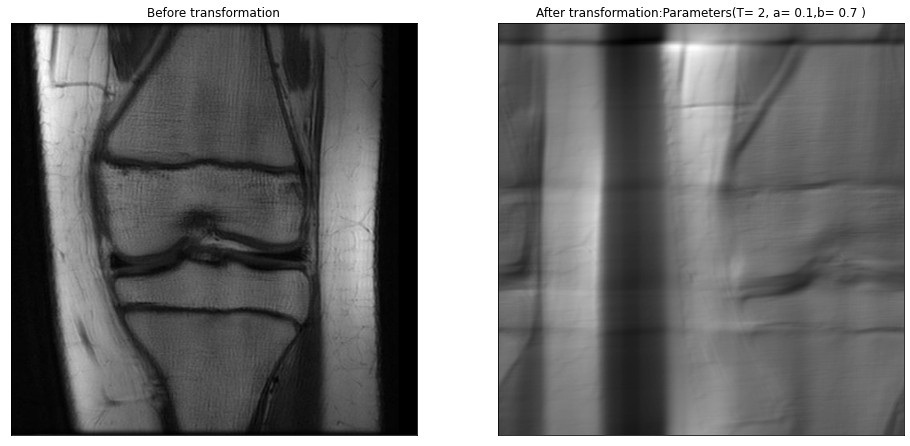 Before transformation
After transformation:Parameters(T= 2, a= 0.1,b= 0.7 )